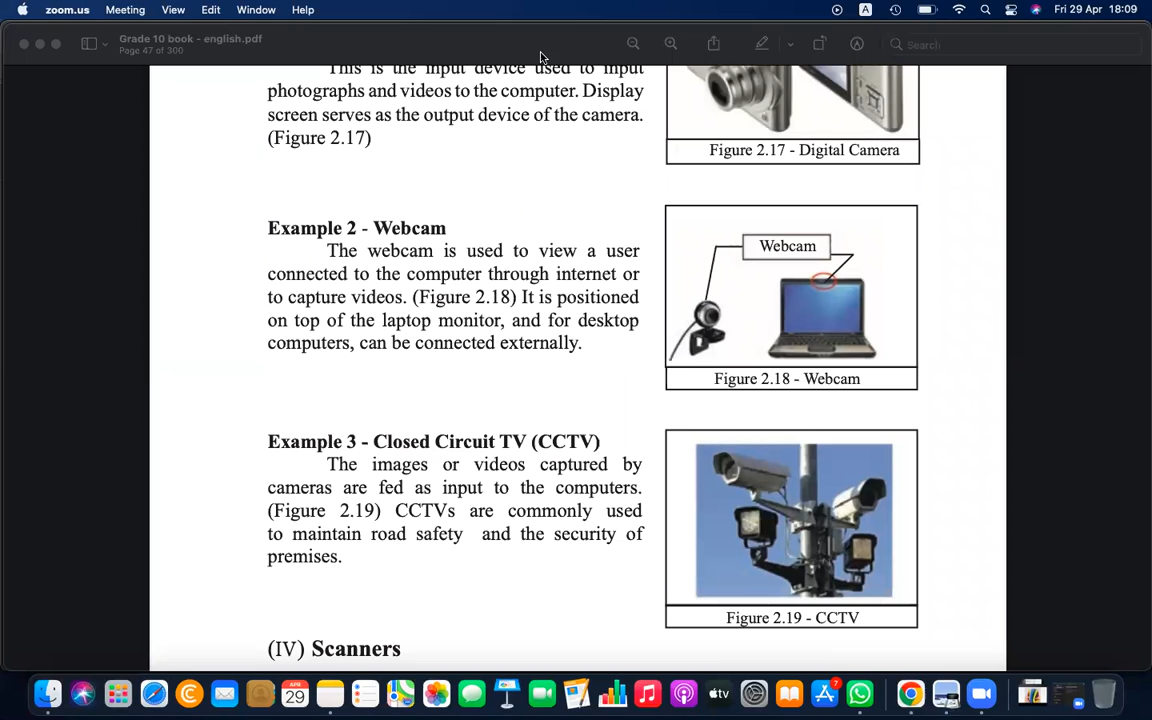 zoom.us Meeting View Edit Window Help A Fri 29 Apr 18:09
Grade 10 book - english.pdf
Page 47 of 300
Search
This is the input device used to input
photographs and videos to the computer. Display
screen serves as the output device of the camera.
(Figure 2.17)
Figure 2.17 - Digital Camera
Example 2 - Webcam
The webcam is used to view a user
connected to the computer through internet or
to capture videos. (Figure 2.18) It is positioned
on top of the laptop monitor, and for desktop
computers, can be connected externally.
Webcam
Figure 2.18 - Webcam
Example 3 - Closed Circuit TV (CCTV)
The images or videos captured by
cameras are fed as input to the computers.
(Figure 2.19) CCTVs are commonly used
to maintain road safety and the security of
premises.
Figure 2.19 - CCTV
(IV) Scanners
APR
29
tv
7